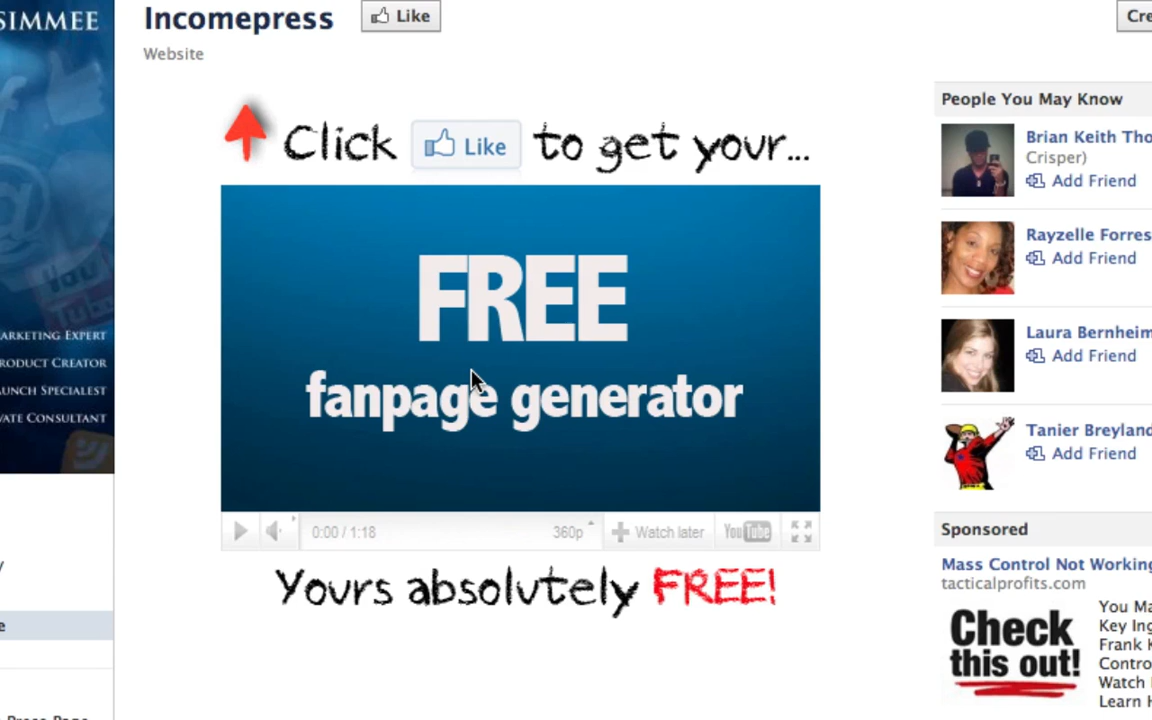 SIMMEE
ARKETING EXPERT
RODUCT CREATOR
AUNCH SPECIALEST
VATE CONSULTANT
Incomepress
Like
Website
Click Like to get your...
FREE
fanpage generator
0:00 / 1:18
360p
Watch later
YouTube
Yours absolutely FREE!
Cre
People You May Know
Brian Keith Tho
Crisper)
Add Friend
Rayzelle Forres
Add Friend
Laura Bernheim
Add Friend
Tanier Breyland
Add Friend
Sponsored
Mass Control Not Working
tacticalprofits.com
Check
this out!
You Ma
Key Ing
Frank K
Contro
Watch
Learn